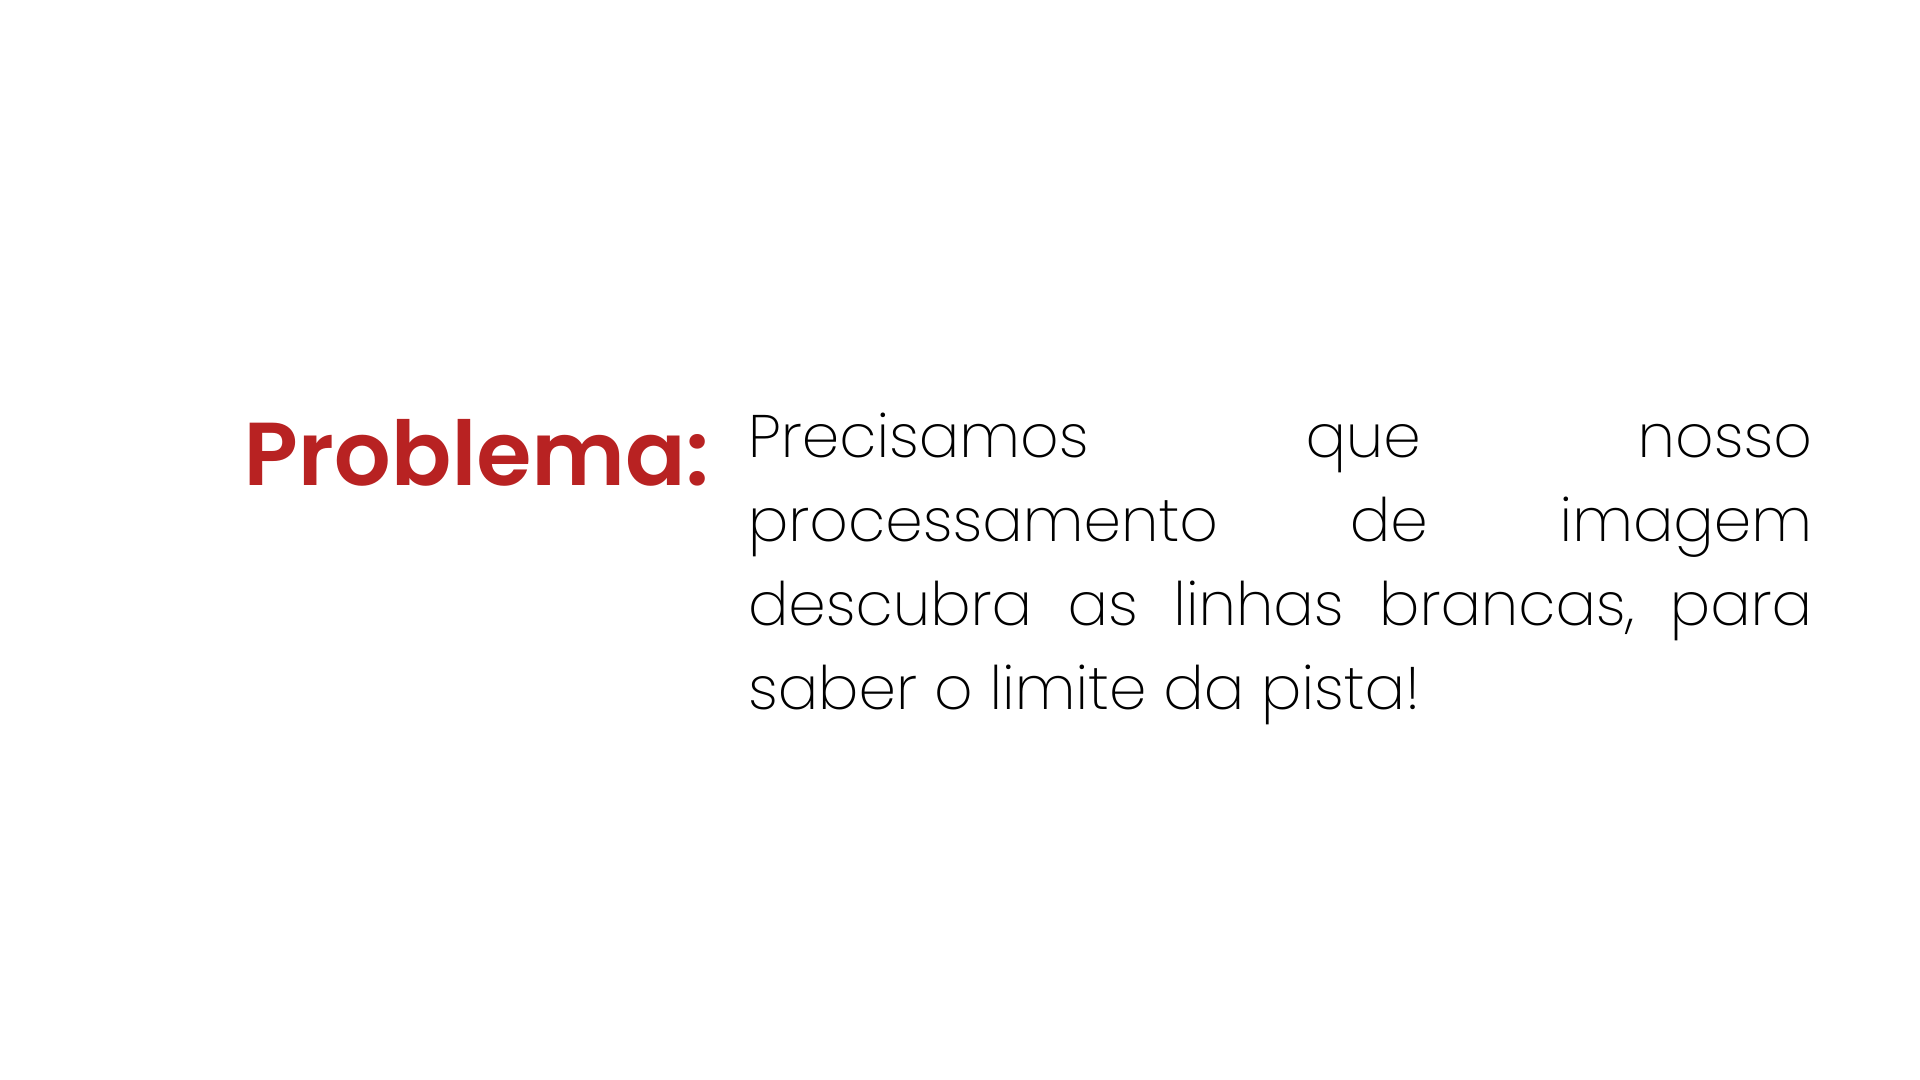 Problema:
Precisamos que nosso
processamento de imagem
descubra as linhas brancas, para
saber o limite da pista!